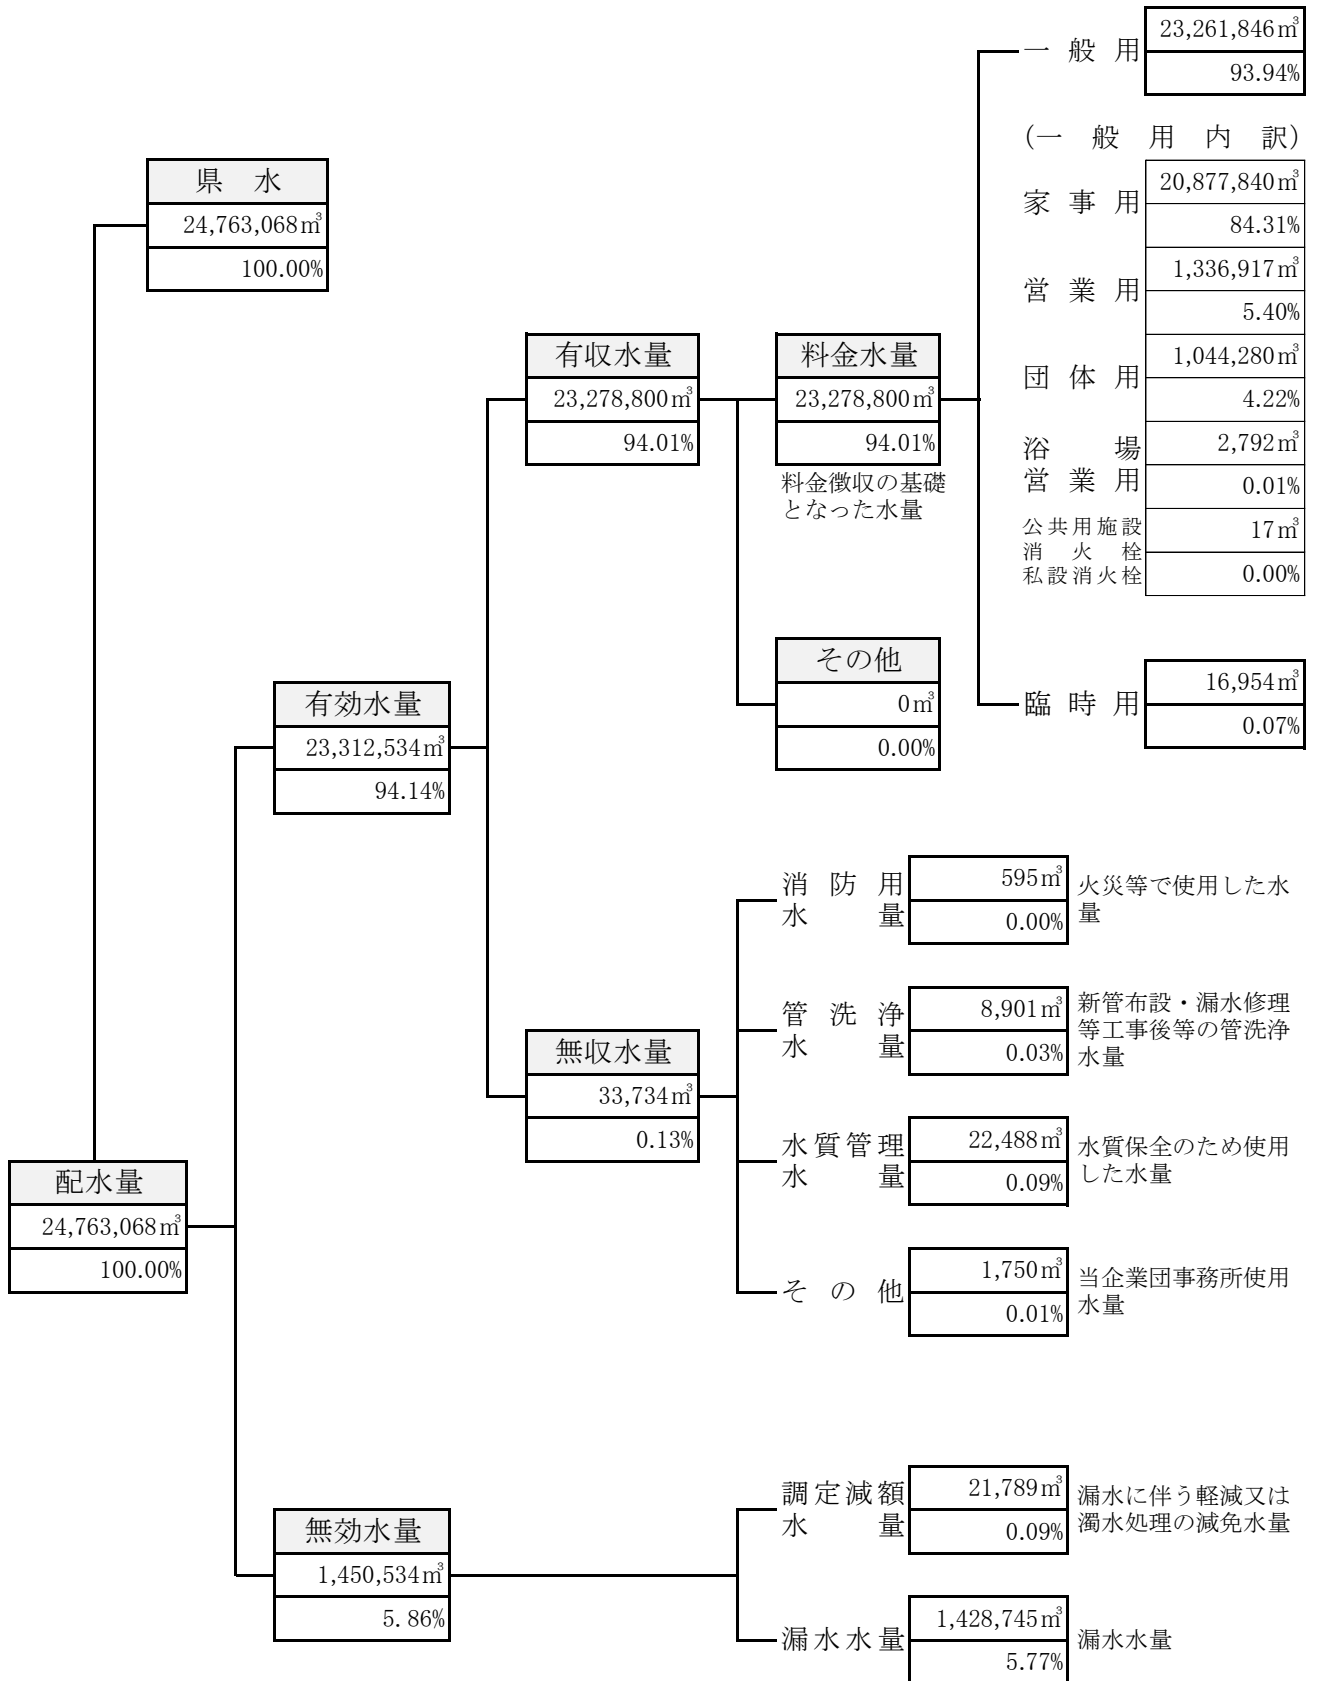 県 水
24,763,068㎥
100.00%
配水量
24,763,068㎥
100.00%
有効水量
23,312,534㎥
94.14%
無効水量
1,450,534㎥
5.86%
有収水量
23,278,800㎥
94.01%
無収水量
33,734㎥
0.13%
料金水量
23,278,800㎥
94.01%
料金徴収の基礎
となった水量
その他
0㎥
0.00%
一般用
23,261,846㎥
93.94%
(一般用内訳)
家事用
20,877,840㎥
84.31%
営業用
1,336,917㎥
5.40%
団体用
1,044,280㎥
4.22%
浴場
営業用
2,792㎥
0.01%
公共用施設
消火栓
私設消火栓
17㎥
0.00%
臨時用
16,954㎥
0.07%
消防用
水量
595㎥
0.00%
火災等で使用した水
量
管洗浄
水量
8,901㎥
0.03%
新管布設・漏水修理
等工事後等の管洗浄
水量
水質管理
水量
22,488㎥
0.09%
水質保全のため使用
した水量
その他
1,750㎥
0.01%
当企業団事務所使用
水量
調定減額
水量
21,789㎥
0.09%
漏水に伴う軽減又は
濁水処理の減免水量
漏水水量
1,428,745㎥
5.77%
漏水水量